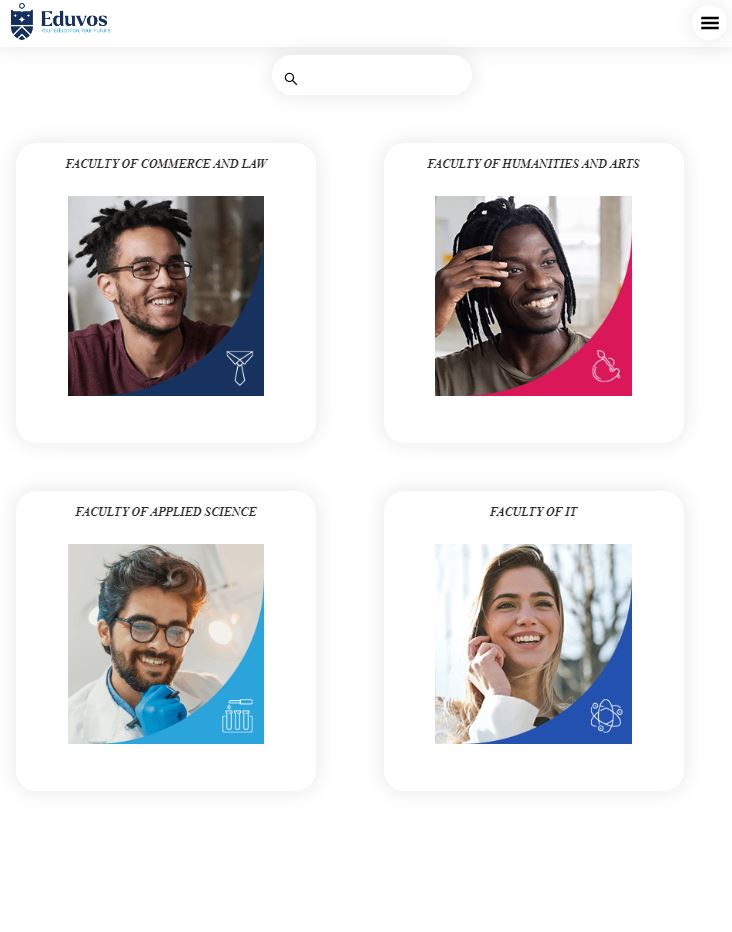 Eduvos
Your Education, Your Future.
FACULTY OF COMMERCE AND LAW
FACULTY OF HUMANITIES AND ARTS
FACULTY OF APPLIED SCIENCE
FACULTY OF IT